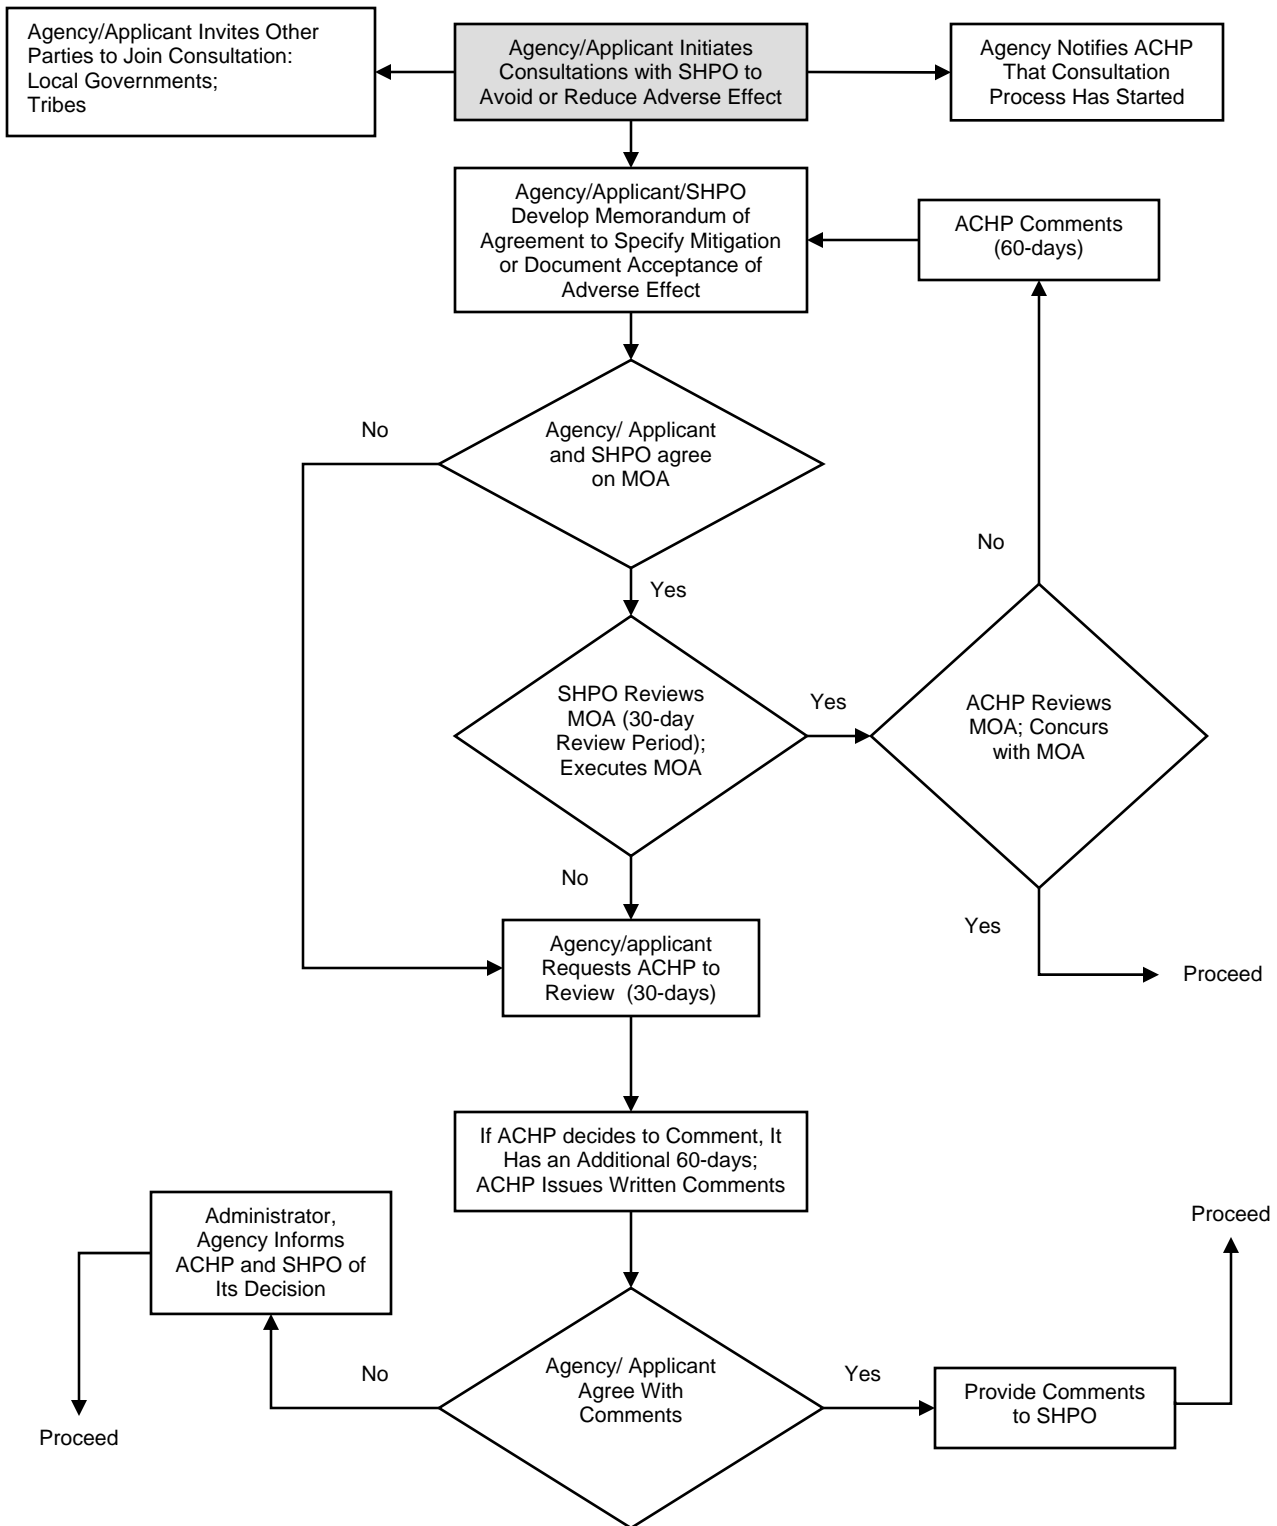 Agency/Applicant Invites Other
Parties to Join Consultation:
Local Governments;
Tribes
Agency/Applicant Initiates
Consultations with SHPO to
Avoid or Reduce Adverse Effect
Agency Notifies ACHP
That Consultation
Process Has Started
Agency/Applicant/SHPO
Develop Memorandum of
Agreement to Specify Mitigation
or Document Acceptance of
Adverse Effect
ACHP Comments
(60-days)
No
Agency/ Applicant
and SHPO agree
on MOA
No
Yes
SHPO Reviews
MOA (30-day
Review Period);
Executes MOA
Yes
ACHP Reviews
MOA; Concurs
with MOA
No
Yes
Agency/applicant
Requests ACHP to
Review (30-days)
Proceed
If ACHP decides to Comment, It
Has an Additional 60-days;
ACHP Issues Written Comments
Administrator,
Agency Informs
ACHP and SHPO of
Its Decision
Proceed
No
Agency/ Applicant
Agree With
Comments
Yes
Provide Comments
to SHPO
Proceed